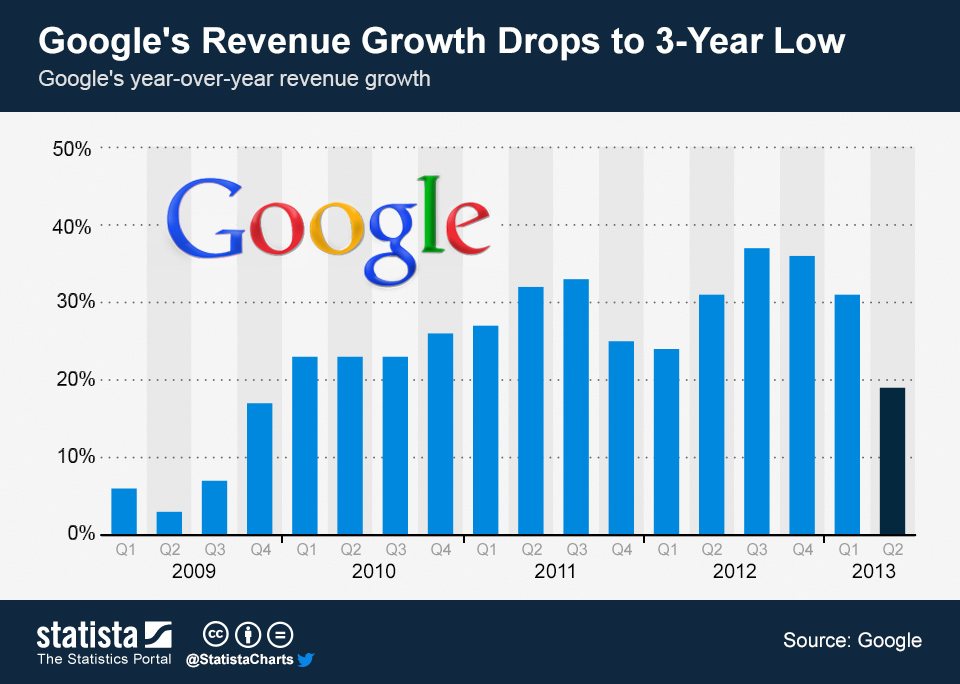 Google's Revenue Growth Drops to 3-Year Low
Google's year-over-year revenue growth
50%
Google
40%
30%
20%
10%
0%
Q1 Q2 Q3 Q4 Q1 Q2 Q3 Q4 Q1 Q2 Q3 Q4 Q1 Q2 Q3 Q4 Q1 Q2
2009 2010 2011 2012 2013
statista
The Statistics Portal
cc
@StatistaCharts
Source: Google